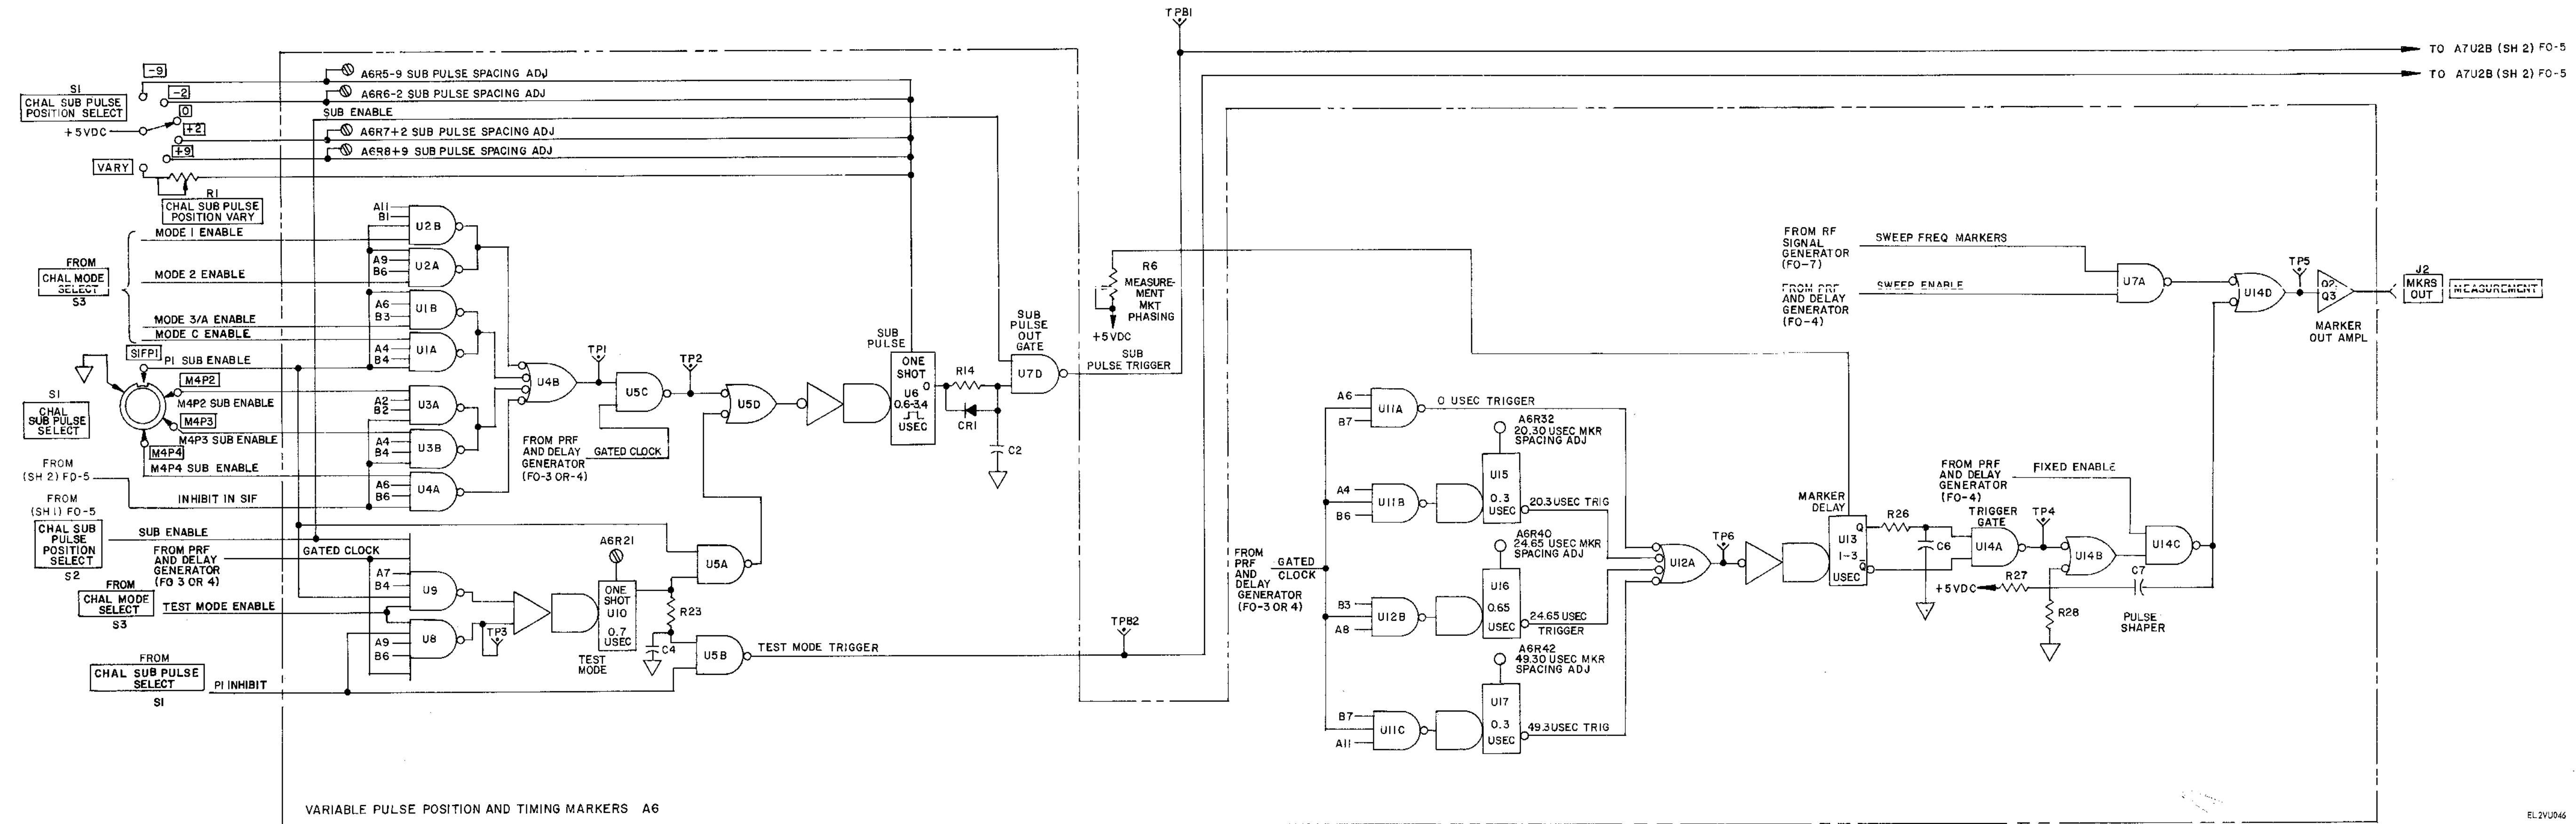 TPB1
TO A7U2B (SH 2) FO-5
TO A7U2B (SH 2) FO-5
S1
CHAL SUB PULSE
POSITION SELECT
+5VDC
-9
-2
0
+2
+9
VARY
R1
CHAL SUB PULSE
POSITION VARY
A6R5-9 SUB PULSE SPACING ADJ
A6R6-2 SUB PULSE SPACING ADJ
SUB ENABLE
A6R7+2 SUB PULSE SPACING ADJ
A6R8+9 SUB PULSE SPACING ADJ
FROM
CHAL MODE
SELECT
S3
MODE 1 ENABLE
MODE 2 ENABLE
MODE 3/A ENABLE
MODE C ENABLE
A11
B1
U2B
A9
B6
U2A
A6
B3
U1B
A4
B4
U1A
SIFP1
P1 SUB ENABLE
M4P2
M4P2 SUB ENABLE
M4P3
M4P3 SUB ENABLE
M4P4
M4P4 SUB ENABLE
S1
CHAL
SUB PULSE
SELECT
A2
B2
U3A
A4
B4
U3B
A6
B6
U4A
FROM
(SH 2) FO-5
INHIBIT IN SIF
FROM
(SH 1) FO-5
CHAL SUB
PULSE
POSITION
SELECT
S2
SUB ENABLE
FROM PRF
AND DELAY
GENERATOR
(FO 3 OR 4)
GATED CLOCK
FROM
CHAL MODE
SELECT
S3
TEST MODE ENABLE
A7
B4
U9
U8
A9
B6
TP3
FROM
CHAL SUB PULSE
SELECT
S1
P1 INHIBIT
U4B
TP1
U5C
TP2
U5D
FROM PRF
AND DELAY
GENERATOR
(FO-3 OR-4)
GATED CLOCK
SUB
PULSE
ONE
SHOT
O
U6
0.6-3.4
USEC
R14
CR1
C2
SUB
PULSE
OUT
GATE
U7D
SUB
PULSE TRIGGER
A6R21
ONE
SHOT
U10
0.7
USEC
TEST
MODE
U5A
R23
C4
U5B
TEST MODE TRIGGER
TPB2
R6
MEASURE-
MENT
MKT
PHASING
+5VDC
FROM
PRF
AND
DELAY
GENERATOR
(FO-3 OR 4)
GATED
CLOCK
A6
B7
U11A
0 USEC TRIGGER
A6R32
20.30 USEC MKR
SPACING ADJ
A4
B6
U11B
U15
0.3
USEC
20.3 USEC TRIG
A6R40
24.65 USEC MKR
SPACING ADJ
B3
A8
U12B
U16
0.65
USEC
24.65 USEC
TRIGGER
A6R42
49.30 USEC MKR
SPACING ADJ
B7
A11
U11C
U17
0.3
USEC
49.3 USEC TRIG
U12A
TP6
MARKER
DELAY
Q
U13
1-3
Q
USEC
R26
C6
TRIGGER
GATE
U14A
TP4
U14B
FROM PRF
AND DELAY
GENERATOR
(FO-4)
FIXED ENABLE
U14C
C7
+5VDC
R27
R28
PULSE
SHAPER
FROM RF
SIGNAL
GENERATOR
(FO-7)
SWEEP FREQ MARKERS
FROM PRF
AND DELAY
GENERATOR
(FO-4)
SWEEP ENABLE
U7A
U14D
TP5
Q2,
Q3
MARKER
OUT AMPL
J2
MKRS
OUT
MEASUREMENT
VARIABLE PULSE POSITION AND TIMING MARKERS A6
EL2VU046